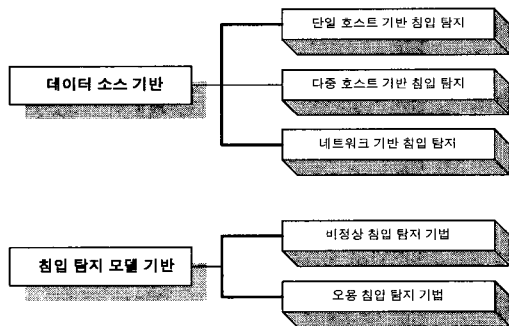 단일 호스트 기반 침입 탐지
데이터 소스 기반
다중 호스트 기반 침입 탐지
네트워크 기반 침입 탐지
비정상 침입 탐지 기법
침입 탐지 모델 기반
오용 침입 탐지 기법